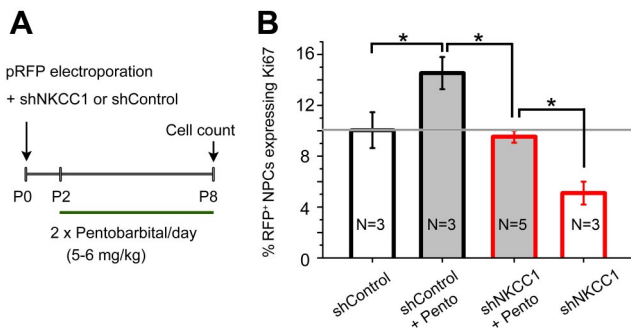 A
pRFP electroporation
+ shNKCC1 or shControl
Cell count
P0
P2
P8
2 x Pentobarbital/day
(5-6 mg/kg)
B
% RFP⁺ NPCs expressing Ki67
16
12
8
4
0
*
*
*
N=3
N=3
N=5
N=3
shControl
shControl
+ Pento
shNKCC1
+ Pento
shNKCC1